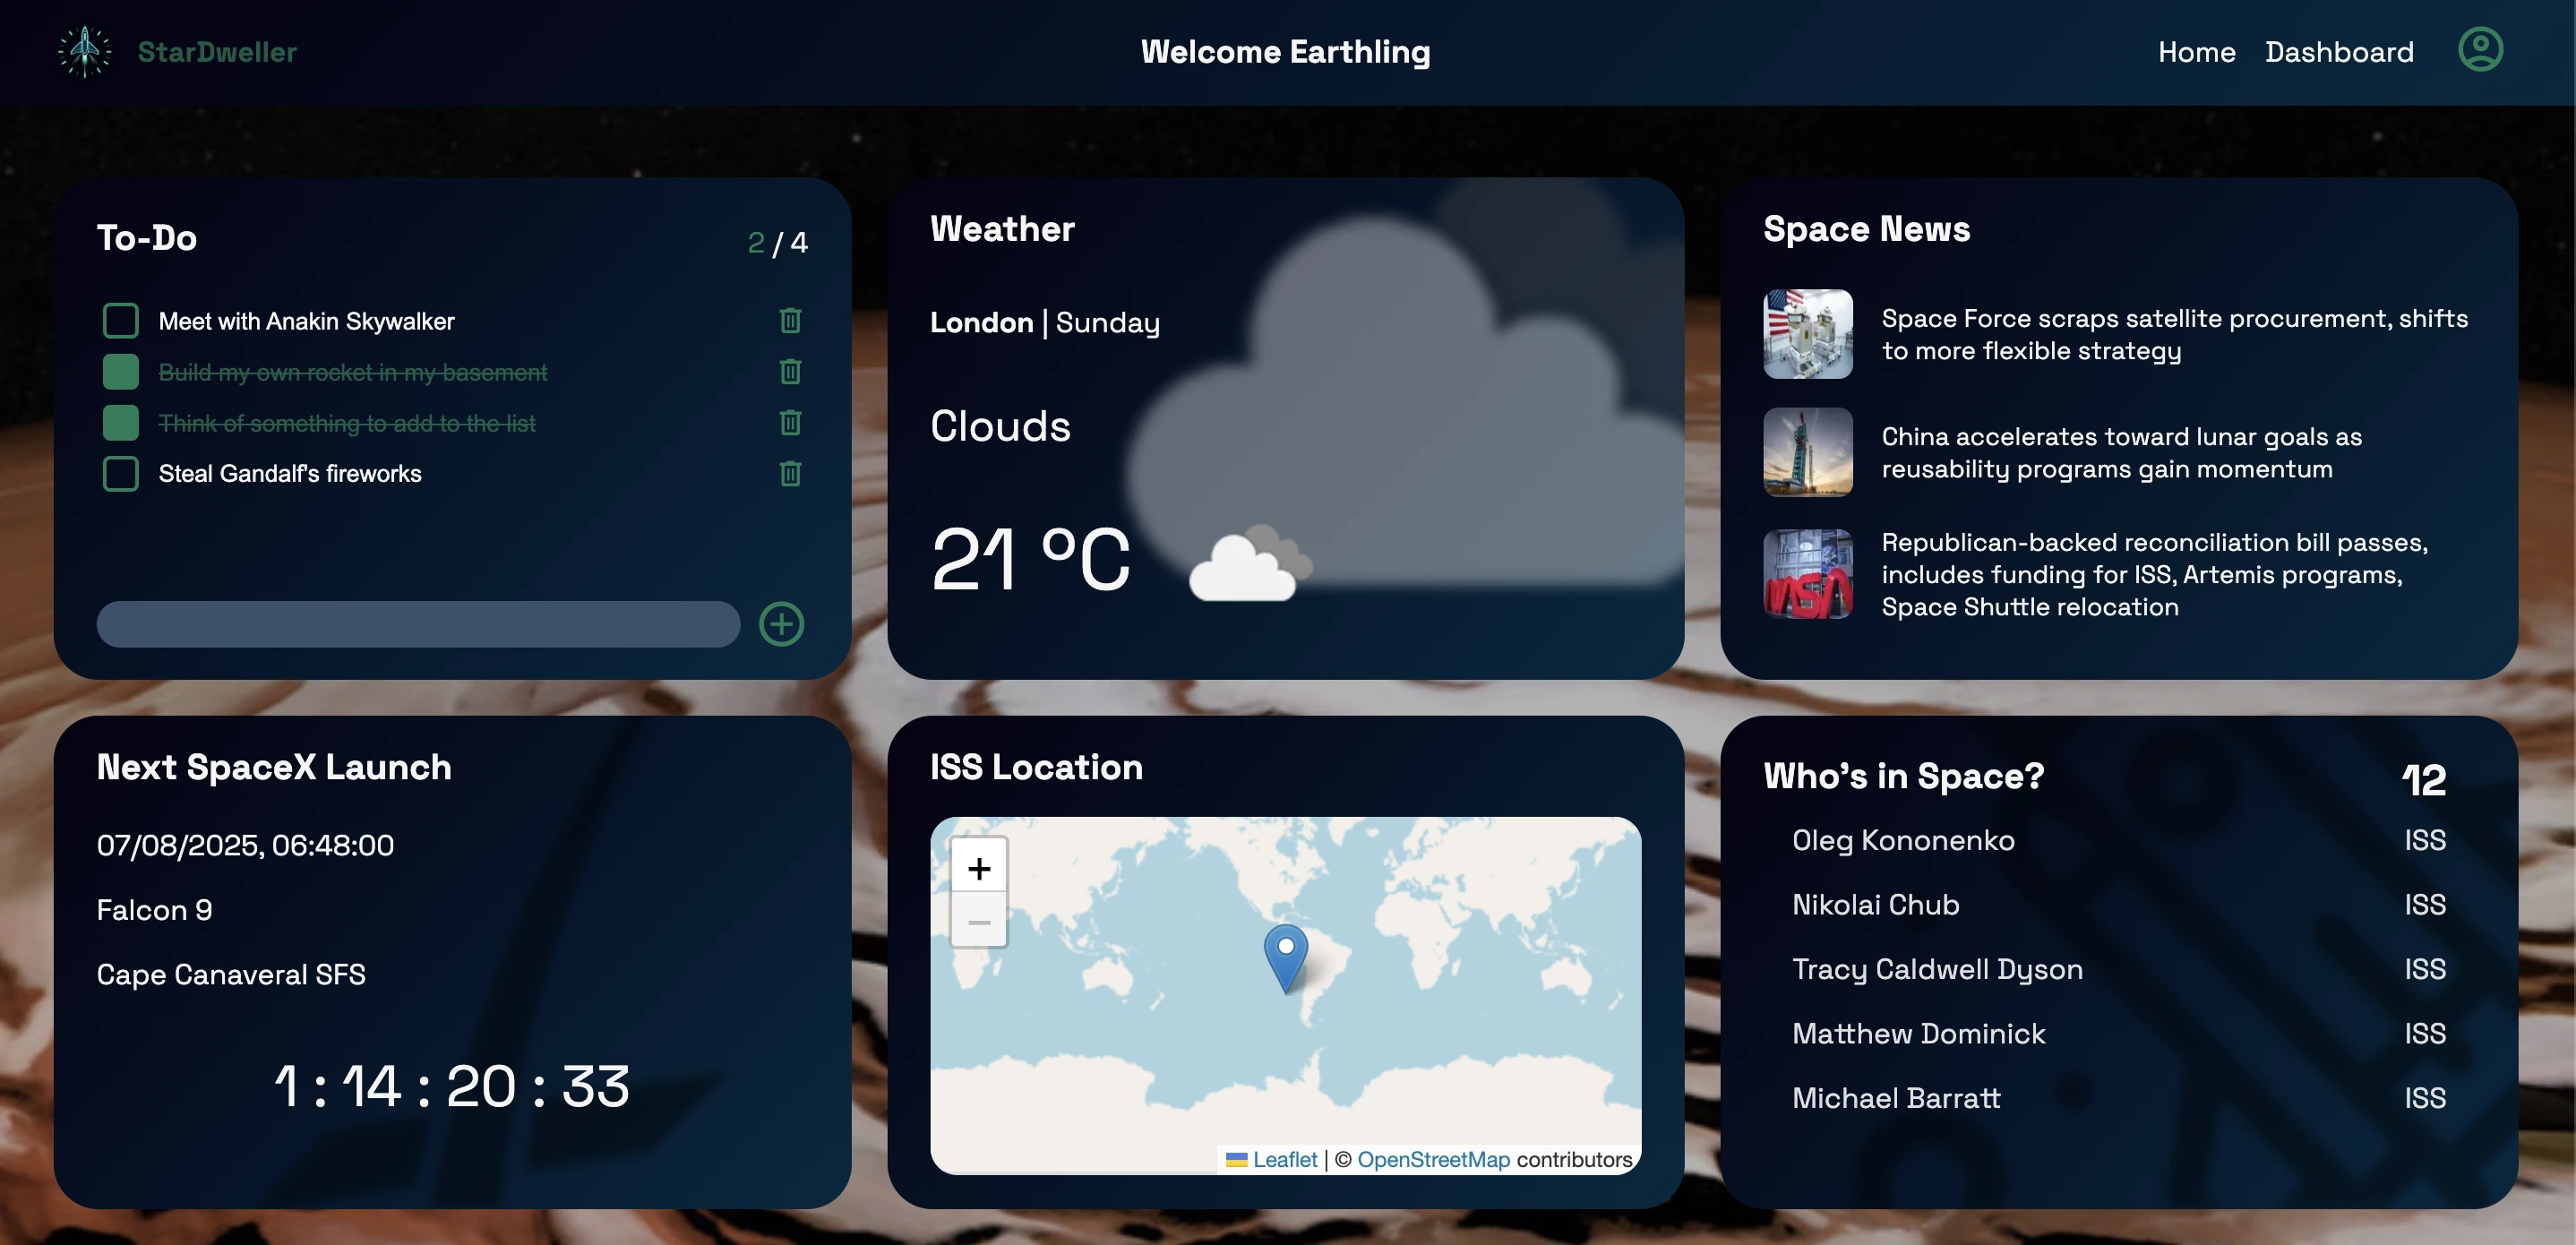 StarDweller
Welcome Earthling
Home Dashboard
To-Do
2 / 4
Meet with Anakin Skywalker
Build my own rocket in my basement
Think of something to add to the list
Steal Gandalf's fireworks
Weather
London | Sunday
Clouds
21 °C
Space News
Space Force scraps satellite procurement, shifts
to more flexible strategy
China accelerates toward lunar goals as
reusability programs gain momentum
NASA
Republican-backed reconciliation bill passes,
includes funding for ISS, Artemis programs,
Space Shuttle relocation
Next SpaceX Launch
07/08/2025, 06:48:00
Falcon 9
Cape Canaveral SFS
1 : 14 : 20 : 33
ISS Location
+
−
Leaflet | © OpenStreetMap contributors
Who's in Space?
12
Oleg Kononenko ISS
Nikolai Chub ISS
Tracy Caldwell Dyson ISS
Matthew Dominick ISS
Michael Barratt ISS